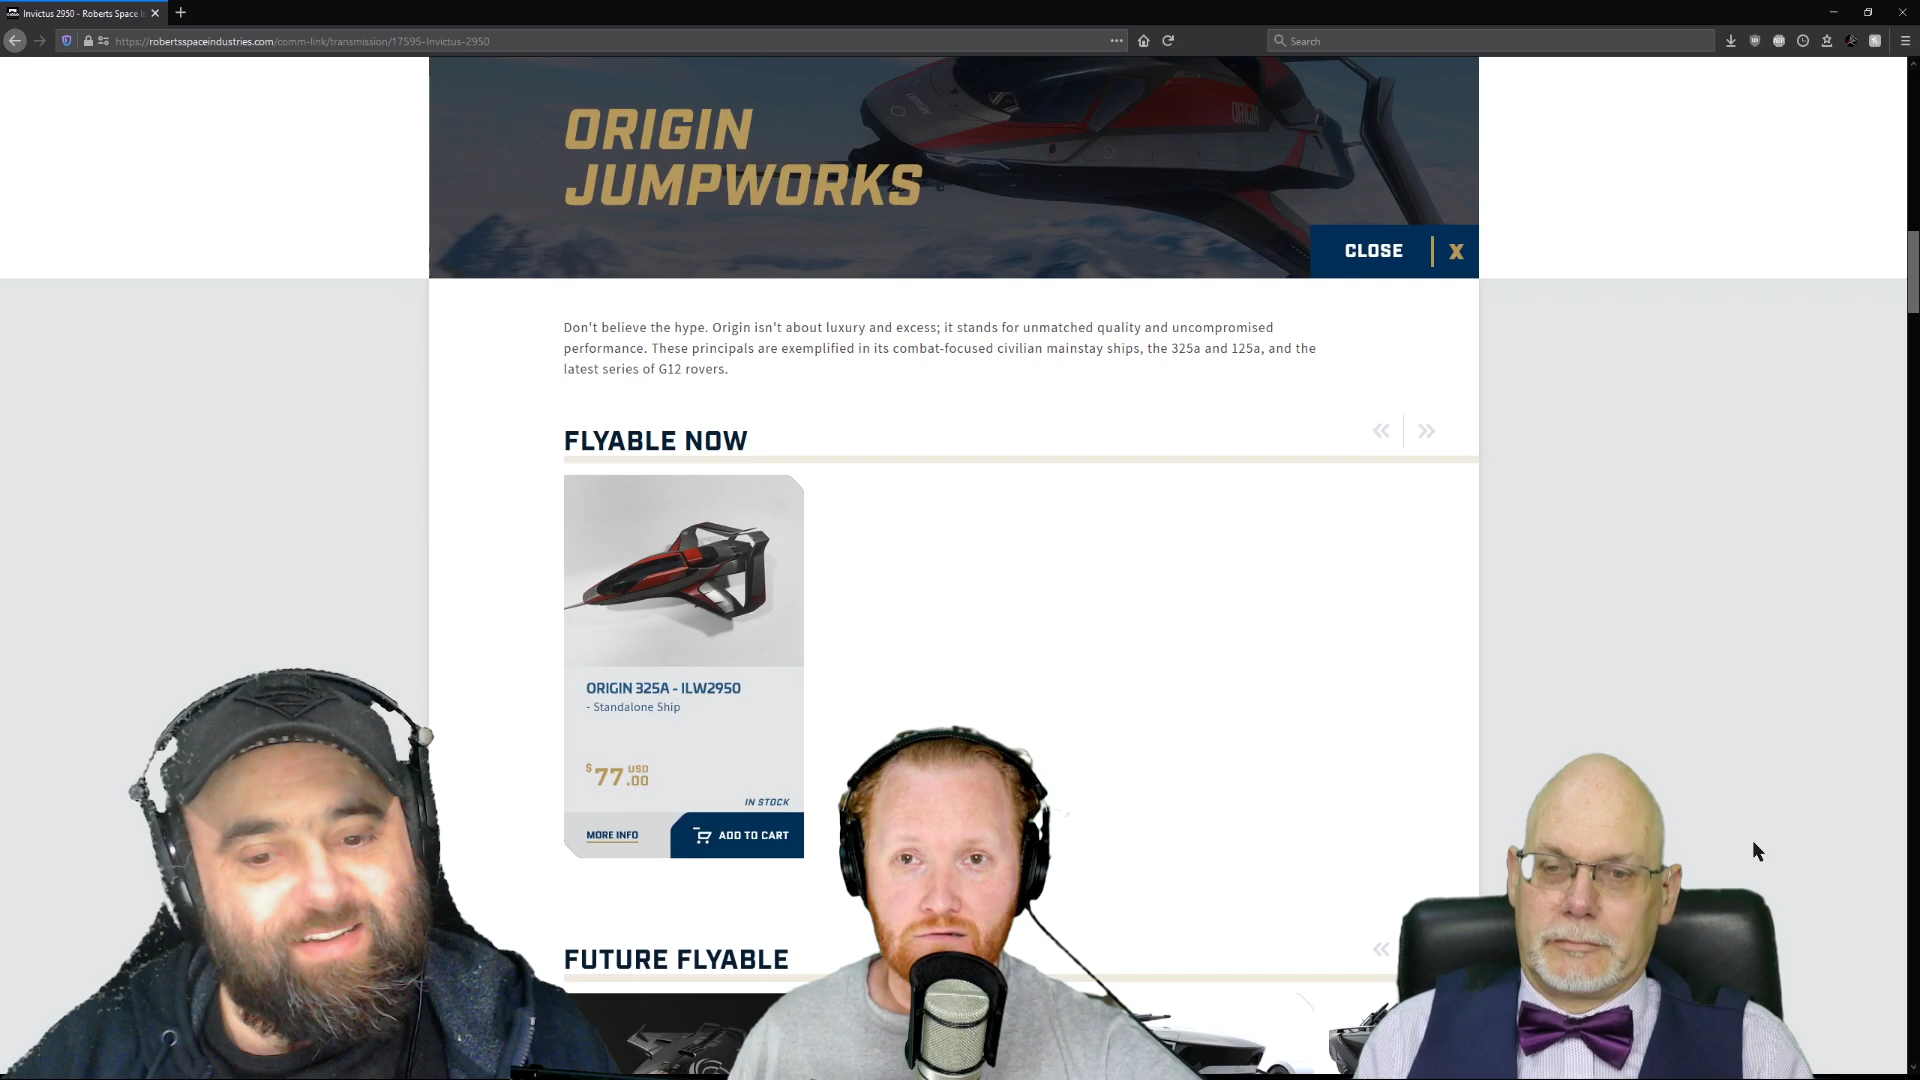 Invictus 2950 - Roberts Space In
https://robertsspaceindustries.com/comm-link/transmission/17595-Invictus-2950
Search
ORIGIN
JUMPWORKS
ORIGIN
CLOSE X
Don't believe the hype. Origin isn't about luxury and excess; it stands for unmatched quality and uncompromised
performance. These principals are exemplified in its combat-focused civilian mainstay ships, the 325a and 125a, and the
latest series of G12 rovers.
FLYABLE NOW
ORIGIN 325A - ILW2950
- Standalone Ship
$77.00 USD
IN STOCK
MORE INFO
ADD TO CART
FUTURE FLYABLE